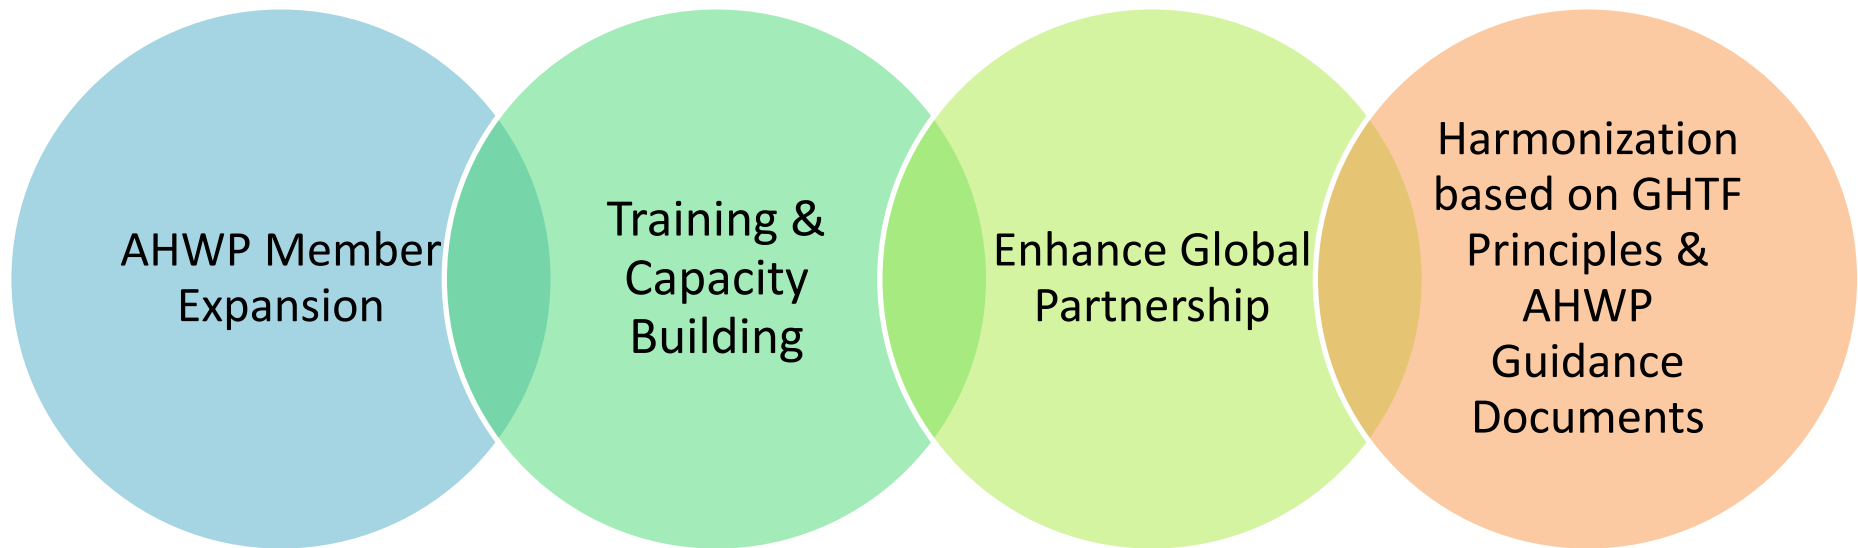 AHWP Member
Expansion
Training &
Capacity
Building
Enhance Global
Partnership
Harmonization
based on GHTF
Principles &
AHWP
Guidance
Documents